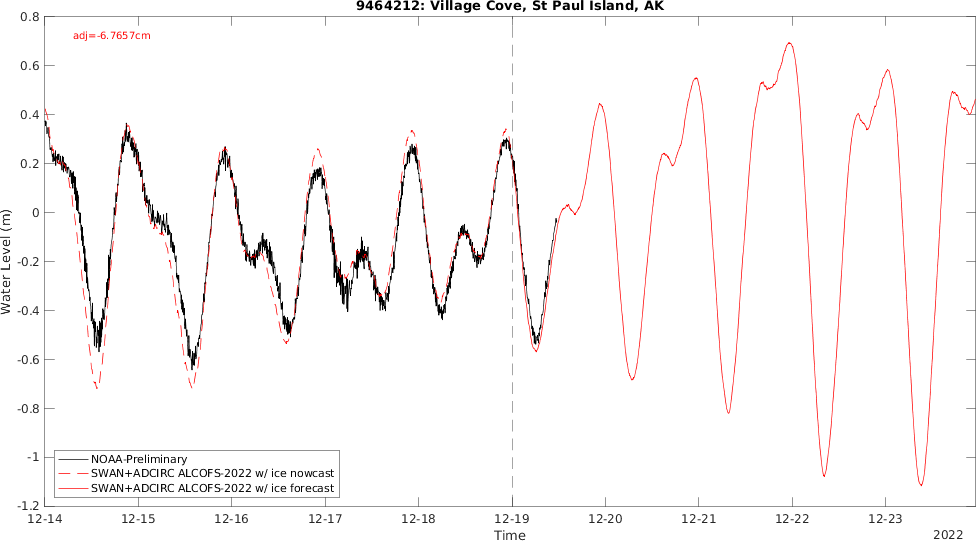 9464212: Village Cove, St Paul Island, AK
adj=-6.7657cm
0.8
0.6
0.4
0.2
0
-0.2
-0.4
-0.6
-0.8
-1
-1.2
Water Level (m)
NOAA-Preliminary
SWAN+ADCIRC ALCOFS-2022 w/ ice nowcast
SWAN+ADCIRC ALCOFS-2022 w/ ice forecast
12-14 12-15 12-16 12-17 12-18 12-19 12-20 12-21 12-22 12-23
Time
2022